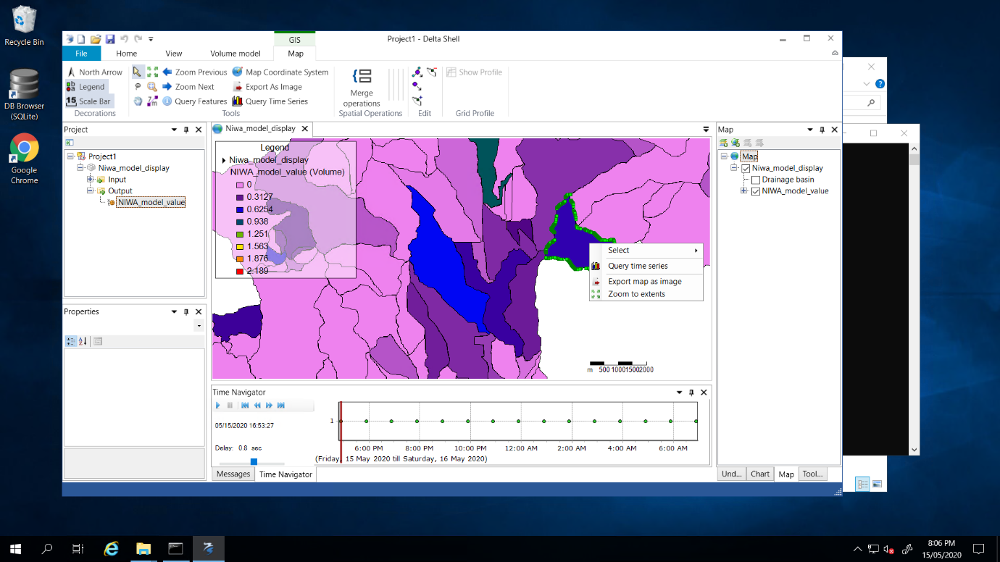 Recycle Bin
DB Browser
(SQLite)
Google
Chrome
GIS
Project1 - Delta Shell
File
Home
View
Volume model
Map
North Arrow
Legend
15
Scale Bar
Decorations
Zoom Previous
Zoom Next
Query Features
Map Coordinate System
Export As Image
Query Time Series
Tools
Merge
operations
Spatial Operations
Edit
Show Profile
Grid Profile
Project
Project1
Niwa_model_display
Input
Output
NIWA_model_value
Properties
Niwa_model_display
Legend
Niwa_model_display
NIWA_model_value (Volume)
0
0.3127
0.6254
0.938
1.251
1.563
1.876
2.189
Select
Query time series
Export map as image
Zoom to extents
m 500 1000 1500 2000
Time Navigator
05/15/2020 16:53:27
Delay: 0.8 sec
1
6:00 PM 8:00 PM 10:00 PM 12:00 AM 2:00 AM 4:00 AM 6:00 AM
(Friday, 15 May 2020 till Saturday, 16 May 2020)
Messages
Time Navigator
Map
Map
Niwa_model_display
Drainage basin
NIWA_model_value
Und...
Chart
Map
Tool...
8:06 PM
15/05/2020